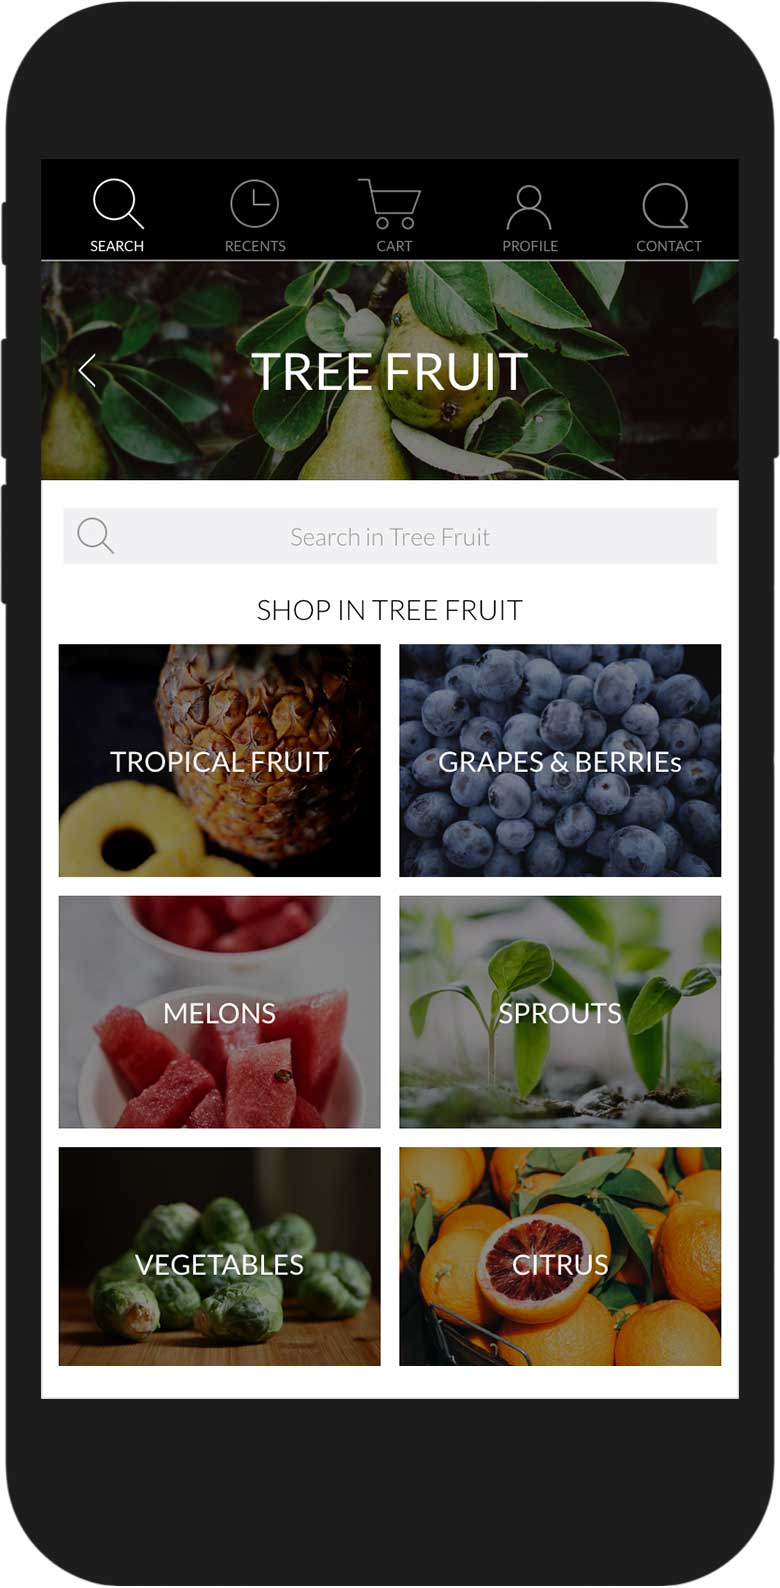 SEARCH
RECENTS
CART
PROFILE
CONTACT
TREE FRUIT
Search in Tree Fruit
SHOP IN TREE FRUIT
TROPICAL FRUIT
GRAPES & BERRIEs
MELONS
SPROUTS
VEGETABLES
CITRUS